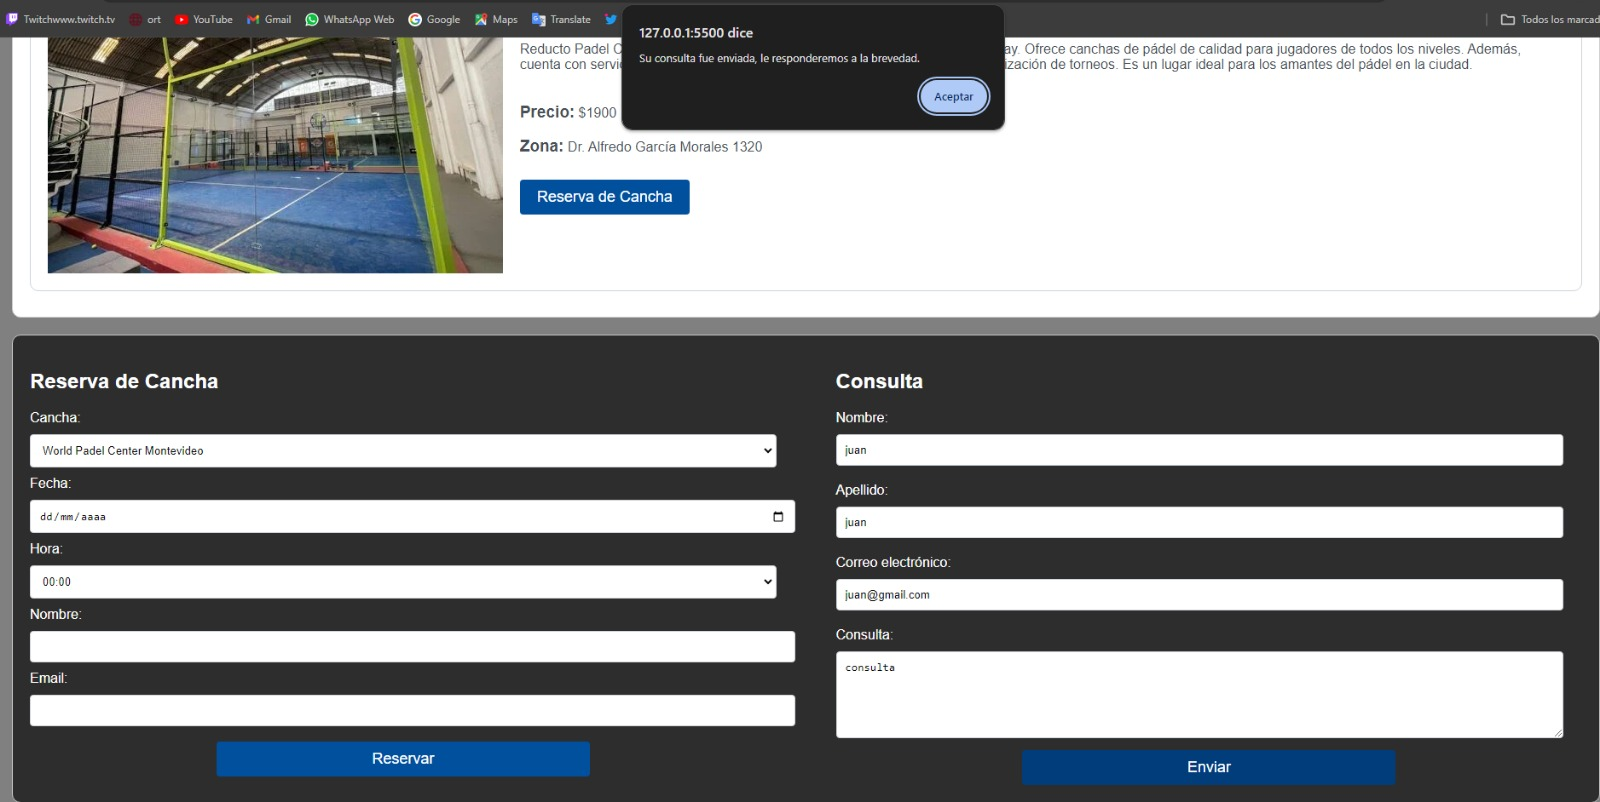 Twitchwww.twitch.tv ort YouTube Gmail WhatsApp Web Google Maps Translate Todos los marcad
127.0.0.1:5500 dice
Su consulta fue enviada, le responderemos a la brevedad.
Aceptar
Reducto Padel C ay. Ofrece canchas de pádel de calidad para jugadores de todos los niveles. Además,
cuenta con servic ización de torneos. Es un lugar ideal para los amantes del pádel en la ciudad.
Precio: $1900
Zona: Dr. Alfredo García Morales 1320
Reserva de Cancha
Reserva de Cancha
Cancha:
World Padel Center Montevideo
Fecha:
dd/mm/aaaa
Hora:
00:00
Nombre:
Email:
Reservar
Consulta
Nombre:
juan
Apellido:
juan
Correo electrónico:
juan@gmail.com
Consulta:
consulta
Enviar